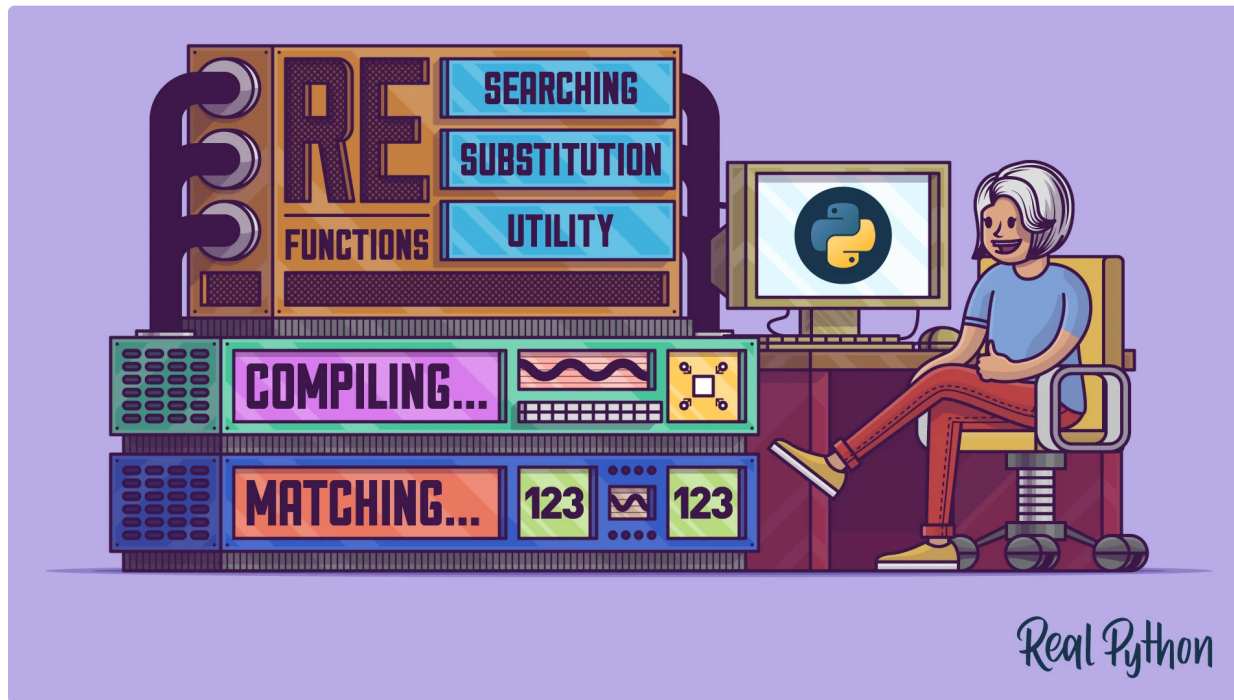 RE
FUNCTIONS
SEARCHING
SUBSTITUTION
UTILITY
COMPILING...
MATCHING...
123
123
Real Python